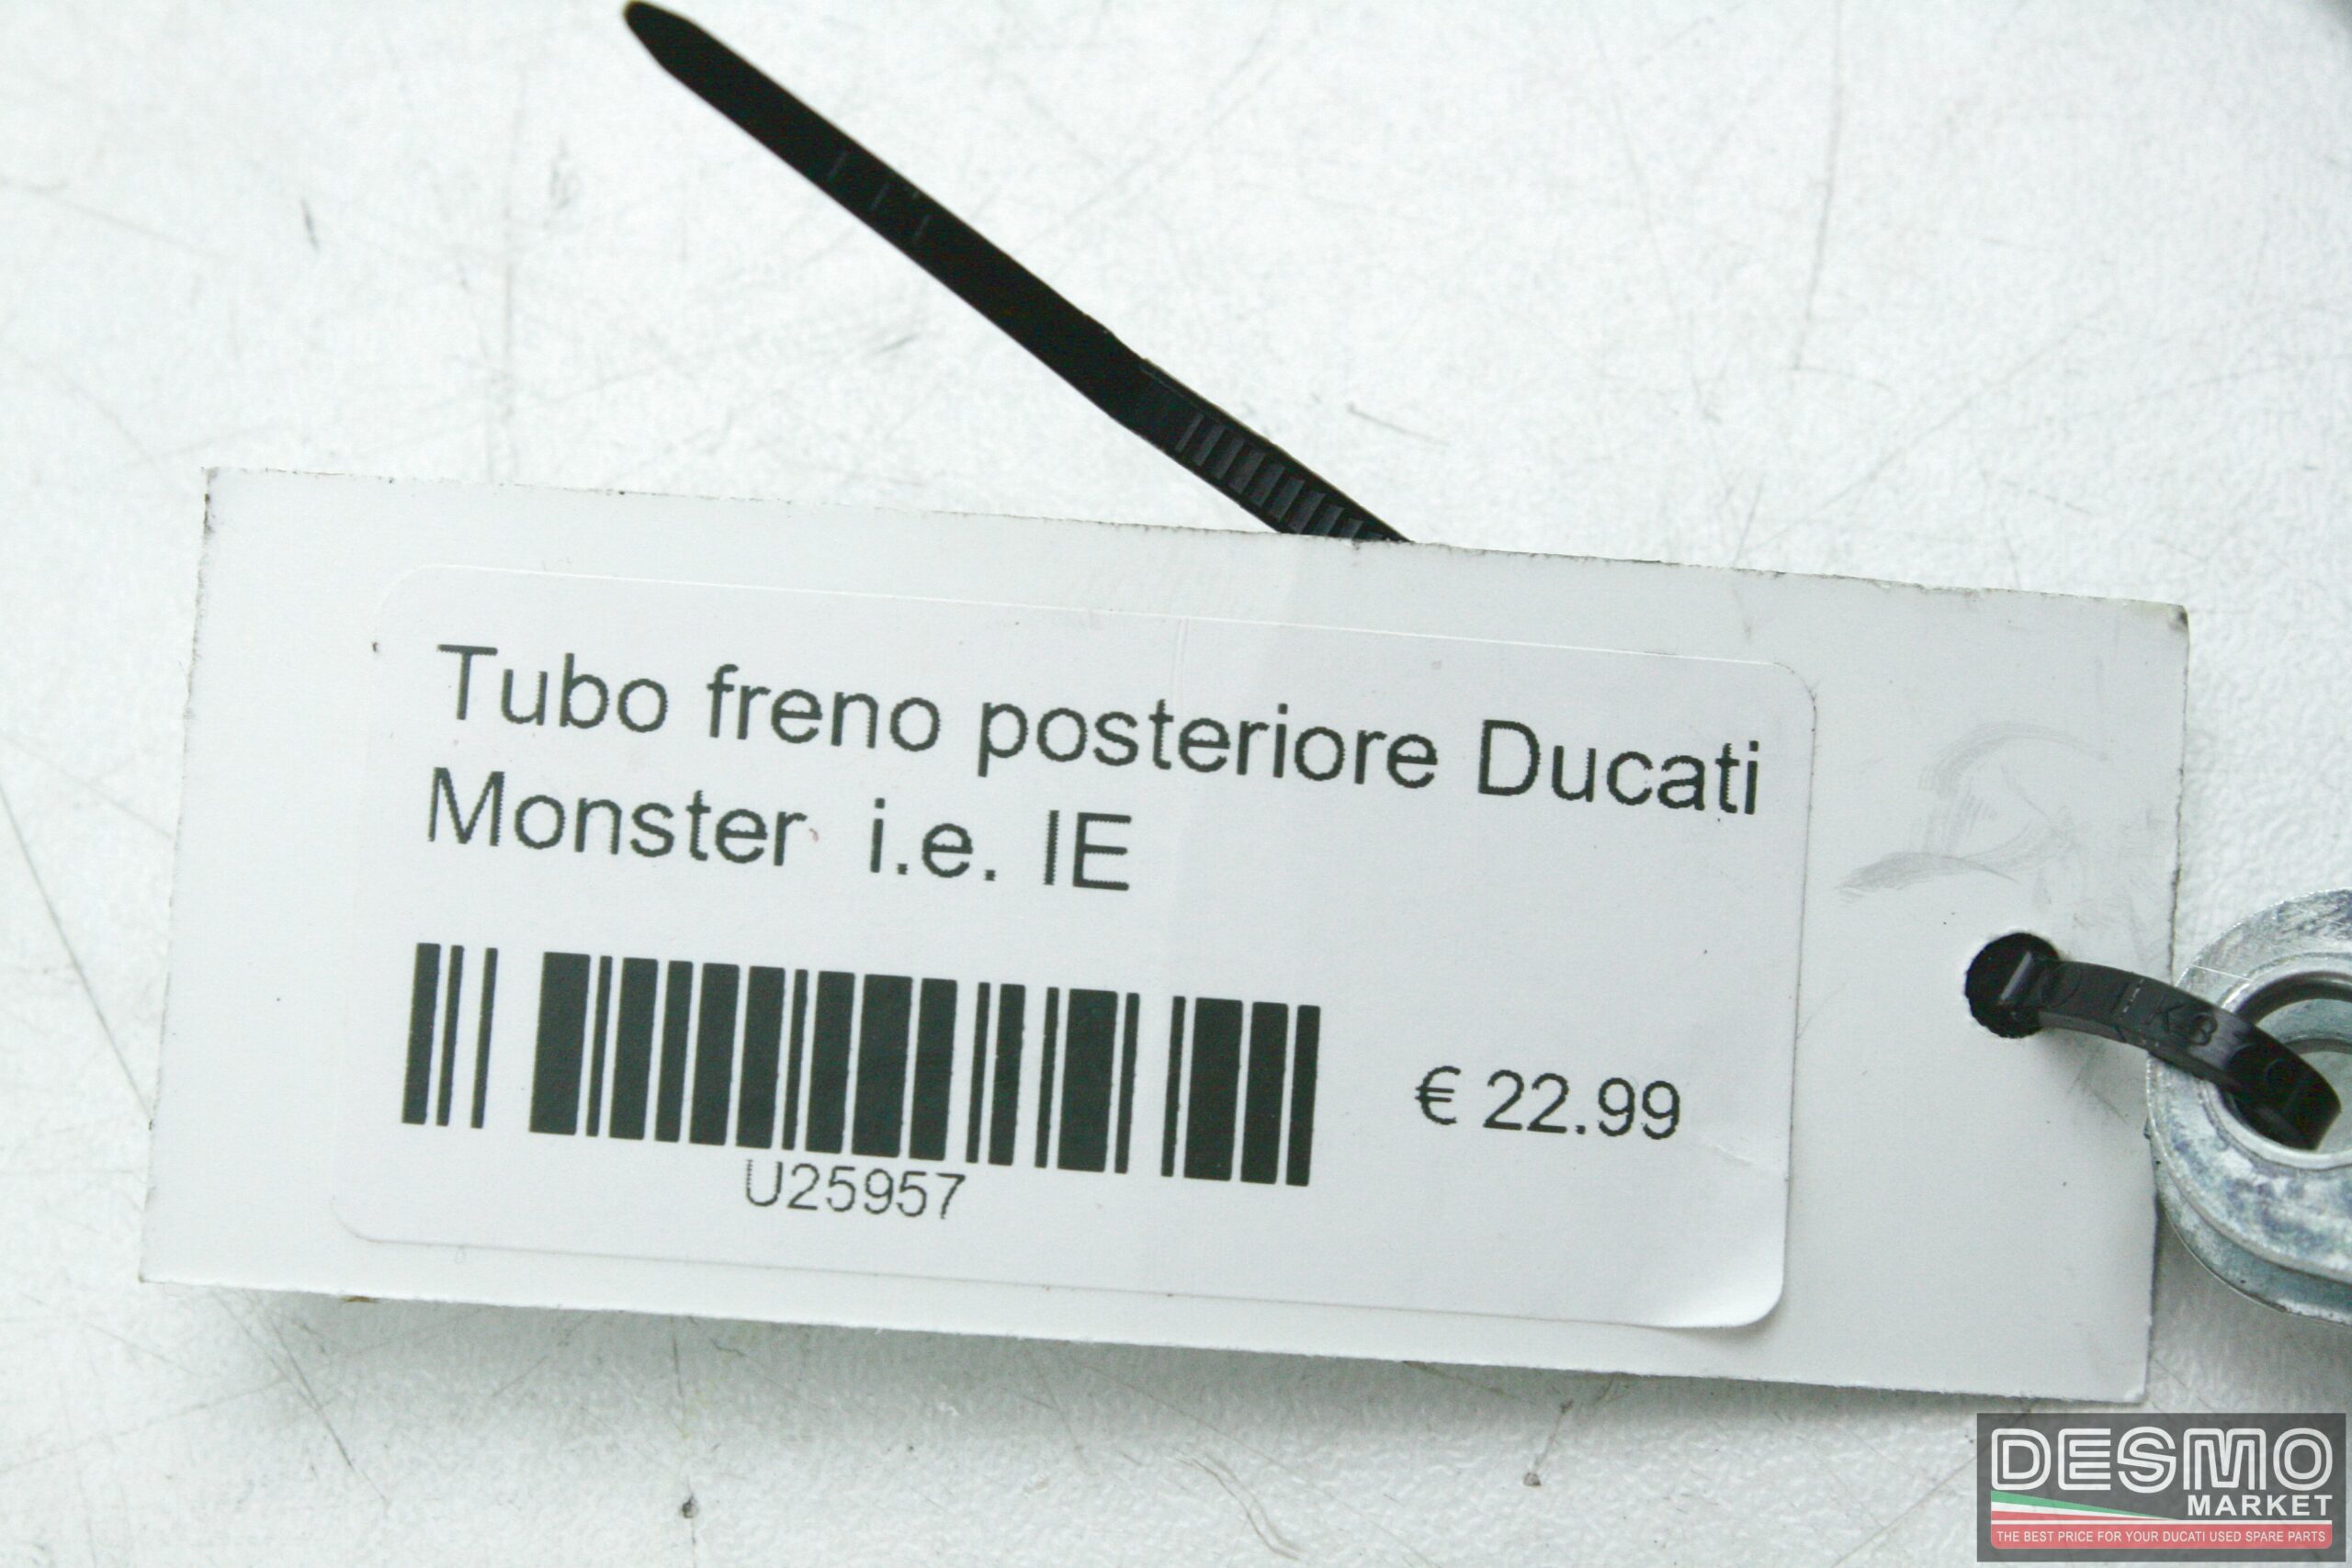 Tubo freno posteriore Ducati
Monster i.e. IE
€ 22.99
U25957
DESMO
MARKET
THE BEST PRICE FOR YOUR DUCATI USED SPARE PARTS